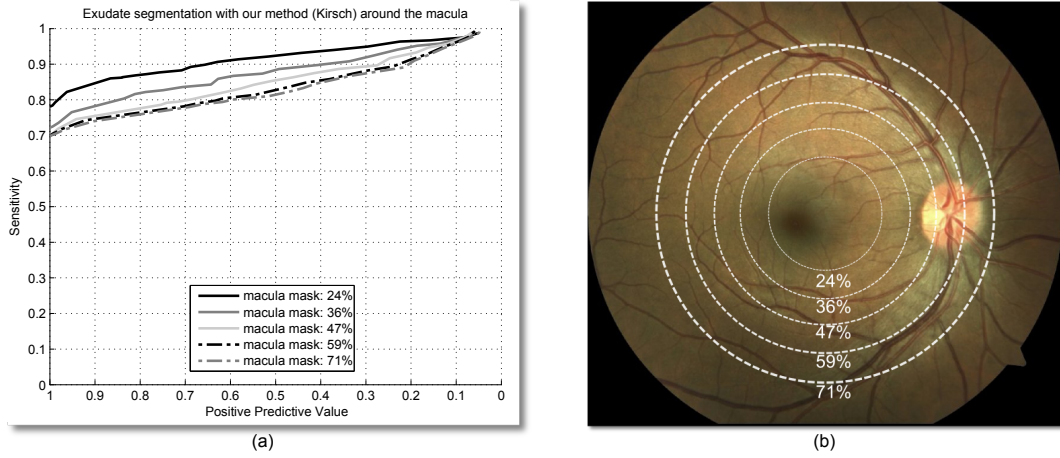 Exudate segmentation with our method (Kirsch) around the macula
1
0.9
0.8
0.7
0.6
0.5
0.4
0.3
0.2
0.1
0
Sensitivity
macula mask: 24%
macula mask: 36%
macula mask: 47%
macula mask: 59%
macula mask: 71%
1 0.9 0.8 0.7 0.6 0.5 0.4 0.3 0.2 0.1 0
Positive Predictive Value
(a)
24%
36%
47%
59%
71%
(b)